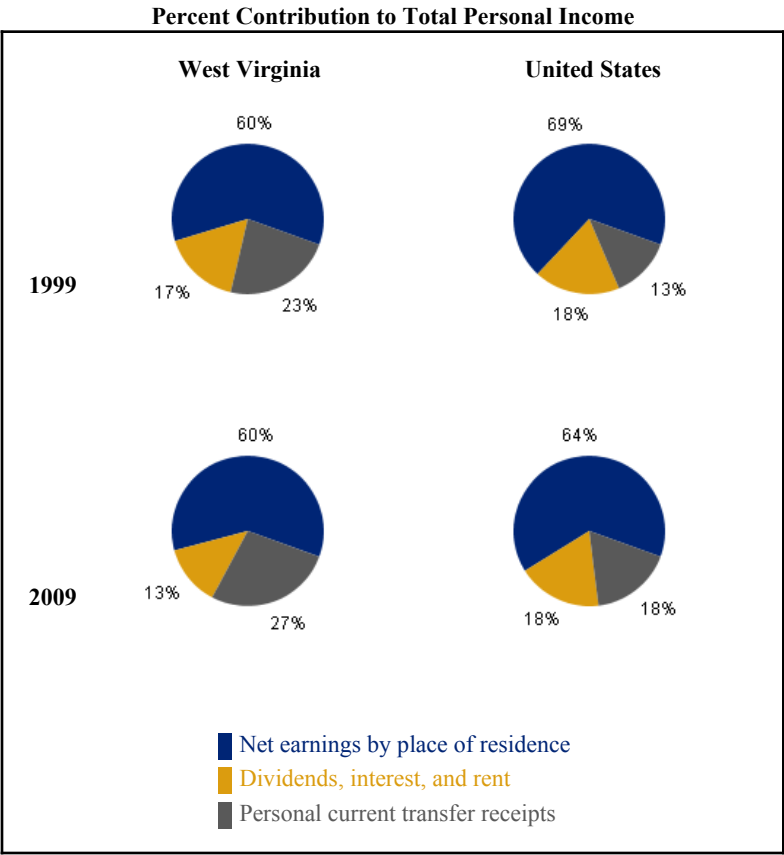 Percent Contribution to Total Personal Income
West Virginia United States
60% 69%
1999
17% 23% 18% 13%
60% 64%
2009
13% 27% 18% 18%
Net earnings by place of residence
Dividends, interest, and rent
Personal current transfer receipts